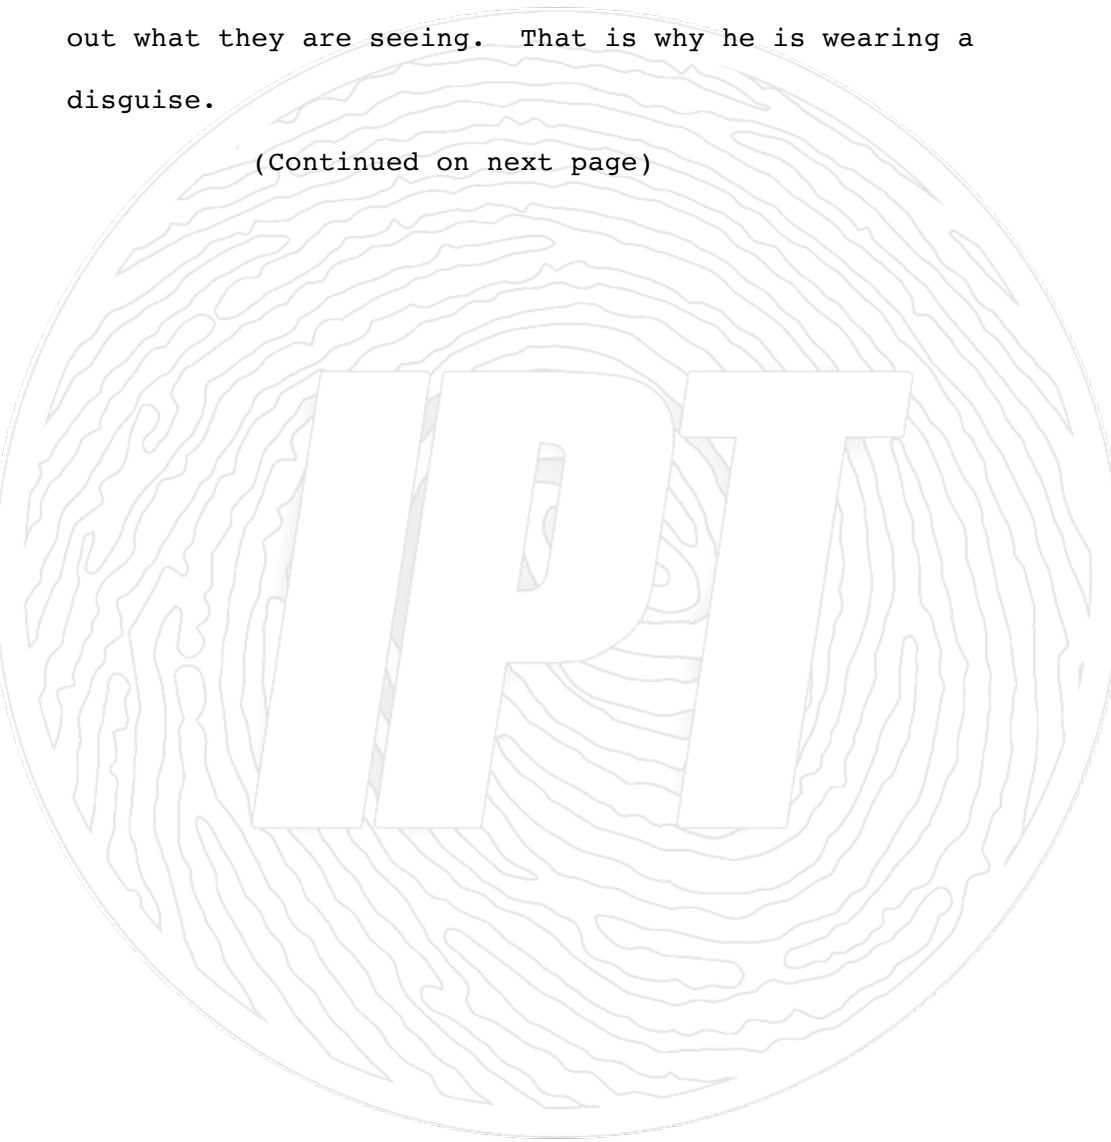 out what they are seeing.  That is why he is wearing a
disguise.
(Continued on next page)
IPT